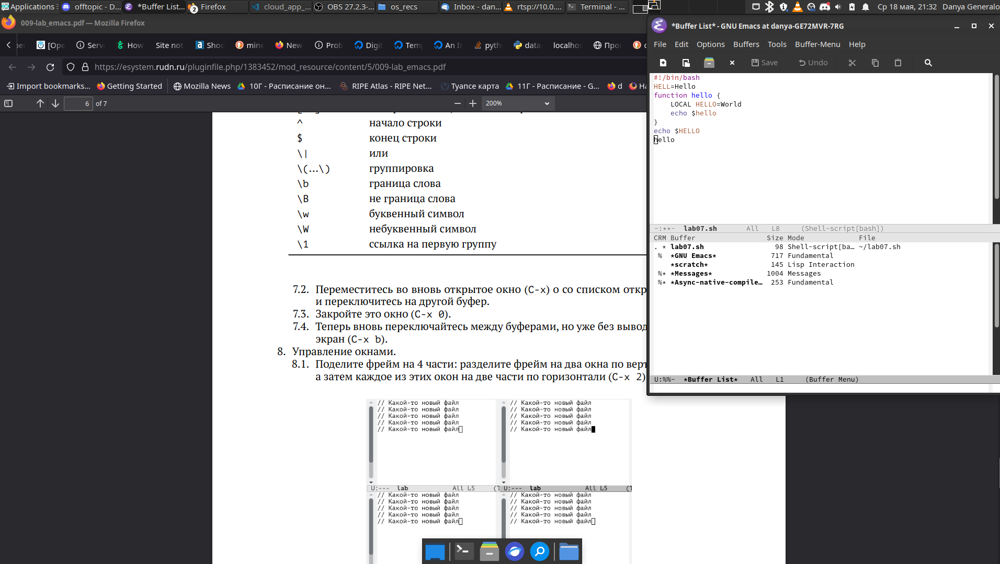 Applications
offtopic - D...
*Buffer List...
2
Firefox
cloud_app_...
OBS 27.2.3-...
os_recs
Inbox - dan...
rtsp://10.0....
Terminal - ...
Ср 18 мая, 21:32
Danya Generalo
009-lab_emacs.pdf — Mozilla Firefox
[Ope
Serv
How
Site not
Shod
mine
New
Prob
Digit
Temp
An In
pyth
data
localhos
Про
https://esystem.rudn.ru/pluginfile.php/1383452/mod_resource/content/5/009-lab_emacs.pdf
Import bookmarks...
Getting Started
Mozilla News
10Г - Расписание он...
RIPE Atlas - RIPE Net...
Туапсе карта
11Г - Расписание - G...
d
На
6
of 7
200%
^ начало строки
$ конец строки
\| или
\(...\) группировка
\b граница слова
\B не граница слова
\w буквенный символ
\W небуквенный символ
\1 ссылка на первую группу
7.2. Переместитесь во вновь открытое окно (C-x) o со списком откр
и переключитесь на другой буфер.
7.3. Закройте это окно (C-x 0).
7.4. Теперь вновь переключайтесь между буферами, но уже без вывод
экран (C-x b).
8. Управление окнами.
8.1. Поделите фрейм на 4 части: разделите фрейм на два окна по верт
а затем каждое из этих окон на две части по горизонтали (C-x 2)
// Какой-то новый файл
// Какой-то новый файл
// Какой-то новый файл
// Какой-то новый файл
// Какой-то новый файл
U:--- lab All L5 (1
// Какой-то новый файл
// Какой-то новый файл
// Какой-то новый файл
// Какой-то новый файл
// Какой-то новый файл
U:--- lab All L5 (1
// Какой-то новый файл
// Какой-то новый файл
// Какой-то новый файл
// Какой-то новый файл
// Какой-то новый файл
// Какой-то новый файл
// Какой-то новый файл
// Какой-то новый файл
// Какой-то новый файл
// Какой-то новый файл
*Buffer List* - GNU Emacs at danya-GE72MVR-7RG
File Edit Options Buffers Tools Buffer-Menu Help
Save
Undo
#!/bin/bash
HELL=Hello
function hello {
LOCAL HELLO=World
echo $hello
}
echo $HELLO
hello
-:**- lab07.sh All L8 (Shell-script[bash])
CRM Buffer Size Mode File
. * lab07.sh 98 Shell-script[ba… ~/lab07.sh
% *GNU Emacs* 717 Fundamental
*scratch* 145 Lisp Interaction
%* *Messages* 1004 Messages
%* *Async-native-compile… 253 Fundamental
U:%%- *Buffer List* All L1 (Buffer Menu)